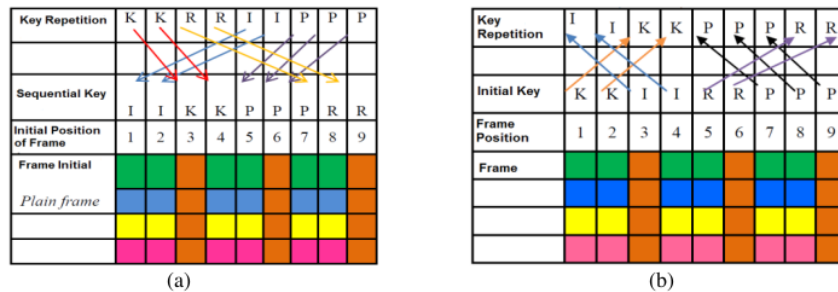 Key Repetition K K R R I I P P P
Sequential Key
I I K K P P P R R
Initial Position of Frame 1 2 3 4 5 6 7 8 9
Frame Initial
Plain frame
(a)
Key Repetition I I K K P P P R R
Initial Key K K I I R R P P P
Frame Position 1 2 3 4 5 6 7 8 9
Frame
(b)